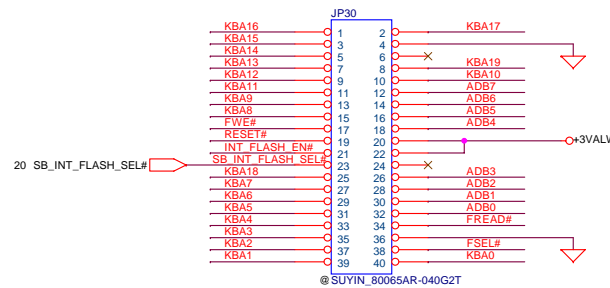 JP30
KBA16 1 2 KBA17
KBA15 3 4
KBA14 5 6
KBA13 7 8 KBA19
KBA12 9 10 KBA10
KBA11 11 12 ADB7
KBA9 13 14 ADB6
KBA8 15 16 ADB5
FWE# 17 18 ADB4
RESET# 19 20 +3VALW
INT_FLASH_EN# 21 22
20 SB_INT_FLASH_SEL# SB_INT_FLASH_SEL# 23 24
KBA18 25 26 ADB3
KBA7 27 28 ADB2
KBA6 29 30 ADB1
KBA5 31 32 ADB0
KBA4 33 34 FREAD#
KBA3 35 36
KBA2 37 38 FSEL#
KBA1 39 40 KBA0
@ SUYIN_80065AR-040G2T